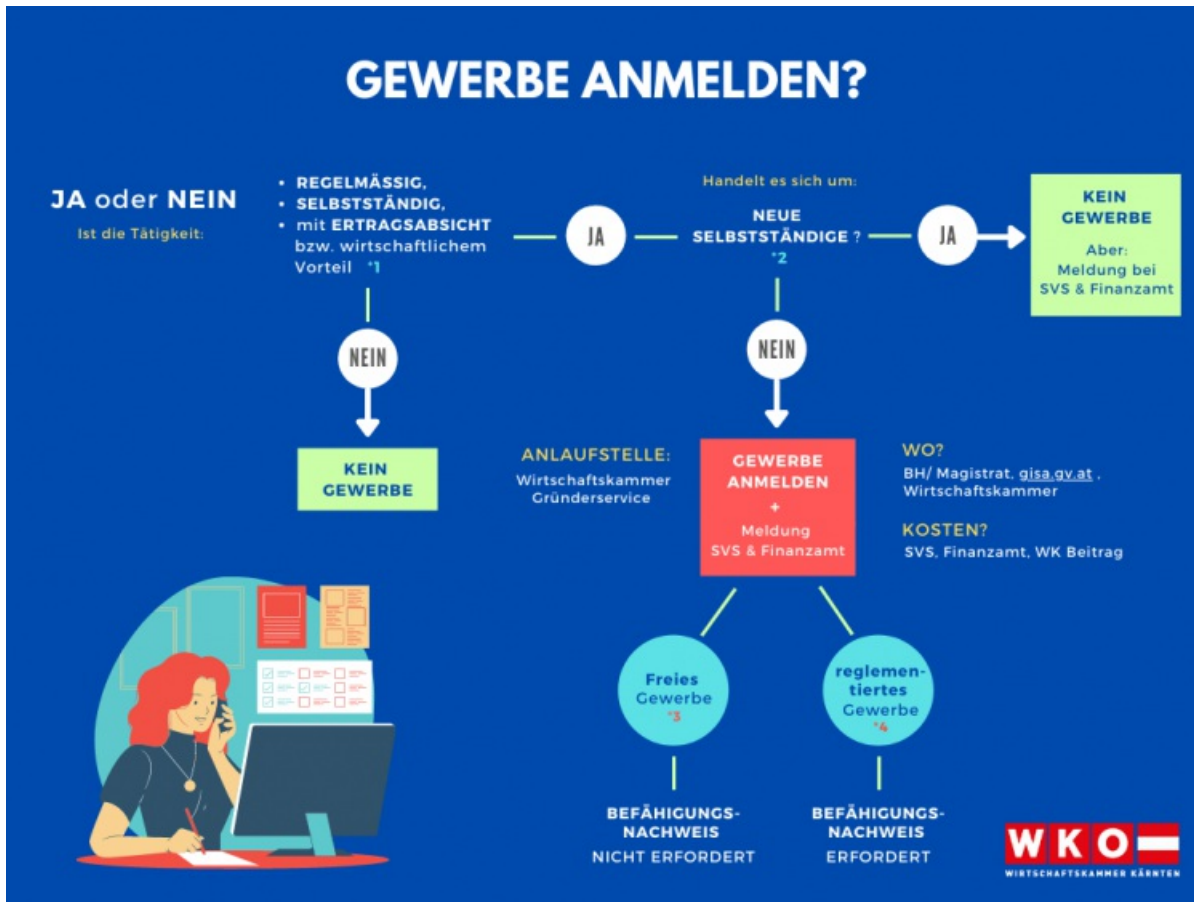 GEWERBE ANMELDEN?
JA oder NEIN
Ist die Tätigkeit:
• REGELMÄSSIG,
• SELBSTSTÄNDIG,
• mit ERTRAGSABSICHT
bzw. wirtschaftlichem
Vorteil *1
JA
Handelt es sich um:
NEUE
SELBSTSTÄNDIGE ?
*2
JA
KEIN
GEWERBE
Aber:
Meldung bei
SVS & Finanzamt
NEIN
KEIN
GEWERBE
NEIN
ANLAUFSTELLE:
Wirtschaftskammer
Gründerservice
GEWERBE
ANMELDEN
+
Meldung
SVS & Finanzamt
WO?
BH/ Magistrat, gisa.gv.at ,
Wirtschaftskammer
KOSTEN?
SVS, Finanzamt, WK Beitrag
Freies
Gewerbe
*3
reglemen-
tiertes
Gewerbe
*4
BEFÄHIGUNGS-
NACHWEIS
NICHT ERFORDERT
BEFÄHIGUNGS-
NACHWEIS
ERFORDERT
WKO
WIRTSCHAFTSKAMMER KÄRNTEN